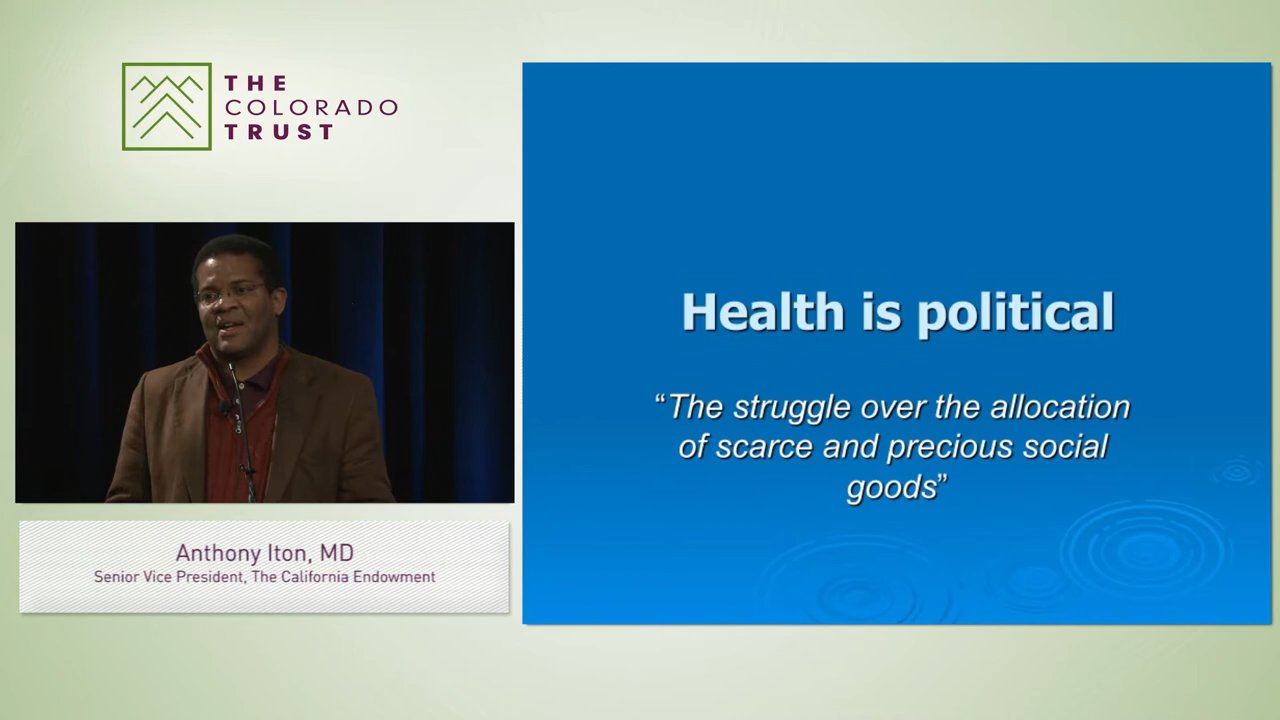 THE
COLORADO
TRUST
Health is political
“The struggle over the allocation
of scarce and precious social
goods”
Anthony Iton, MD
Senior Vice President, The California Endowment